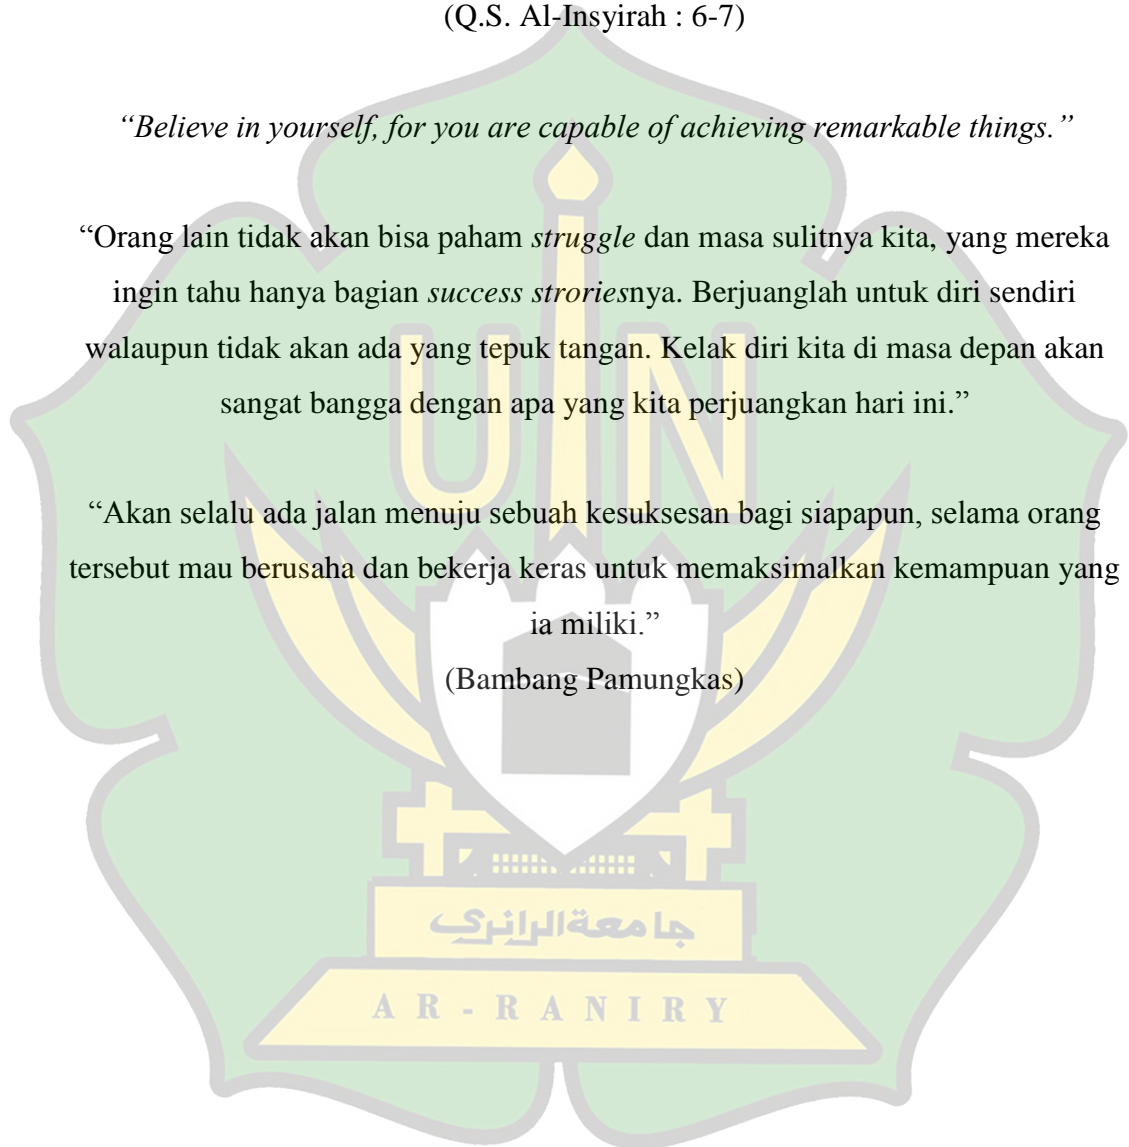 (Q.S. Al-Insyirah : 6-7)
“Believe in yourself, for you are capable of achieving remarkable things.”
“Orang lain tidak akan bisa paham struggle dan masa sulitnya kita, yang mereka
ingin tahu hanya bagian success stroriesnya. Berjuanglah untuk diri sendiri
walaupun tidak akan ada yang tepuk tangan. Kelak diri kita di masa depan akan
sangat bangga dengan apa yang kita perjuangkan hari ini.”
UIN
“Akan selalu ada jalan menuju sebuah kesuksesan bagi siapapun, selama orang
tersebut mau berusaha dan bekerja keras untuk memaksimalkan kemampuan yang
ia miliki.”
(Bambang Pamungkas)
جامعةالرانري
AR-RANIRY